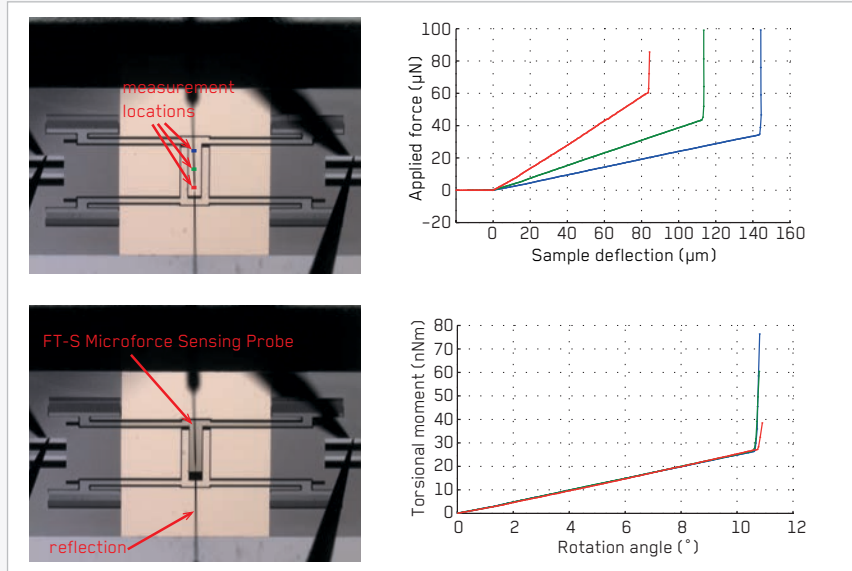 measurement
locations
100
80
60
40
20
0
−20
Applied force (µN)
0 20 40 60 80 100 120 140 160
Sample deflection (µm)
FT-S Microforce Sensing Probe
reflection
80
70
60
50
40
30
20
10
0
Torsional moment (nNm)
0 2 4 6 8 10 12
Rotation angle (°)